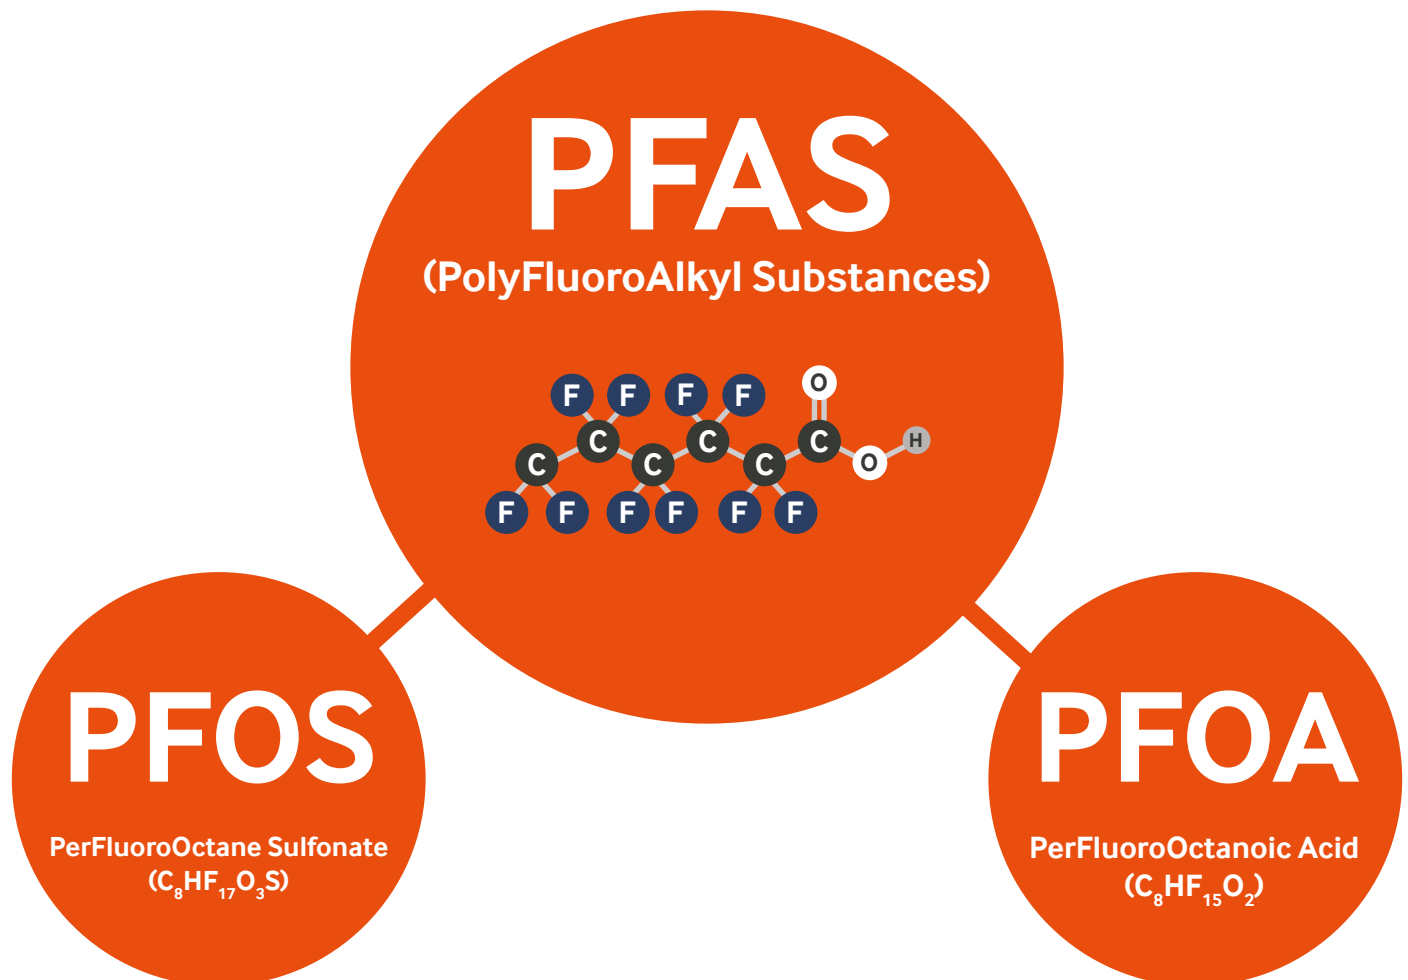 PFAS
(PolyFluoroAlkyl Substances)
F F F F O
C C C H
C C C O
F F F F F F
PFOS
PerFluoroOctane Sulfonate
(C₈HF₁₇O₃S)
PFOA
PerFluoroOctanoic Acid
(C₈HF₁₅O₂)